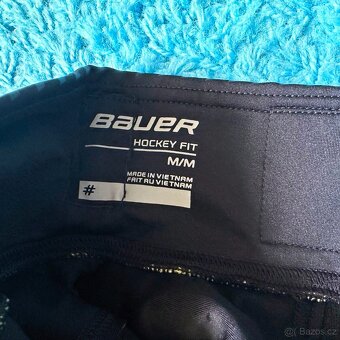 BAUER
HOCKEY FIT
M/M
MADE IN VIETNAM
FAIT AU VIETNAM
#
© Bazos.cz